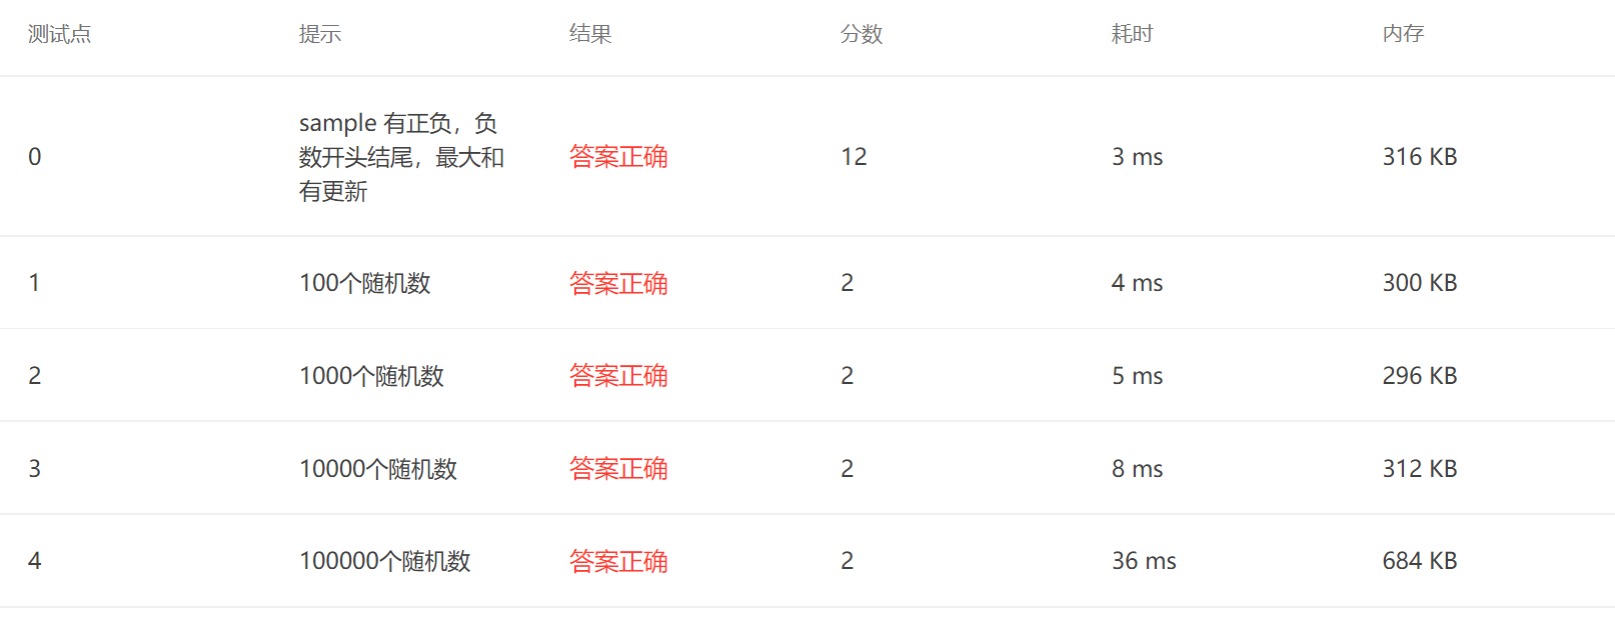 测试点 提示 结果 分数 耗时 内存
sample 有正负，负
数开头结尾，最大和
有更新
0 答案正确 12 3 ms 316 KB
1 100个随机数 答案正确 2 4 ms 300 KB
2 1000个随机数 答案正确 2 5 ms 296 KB
3 10000个随机数 答案正确 2 8 ms 312 KB
4 100000个随机数 答案正确 2 36 ms 684 KB